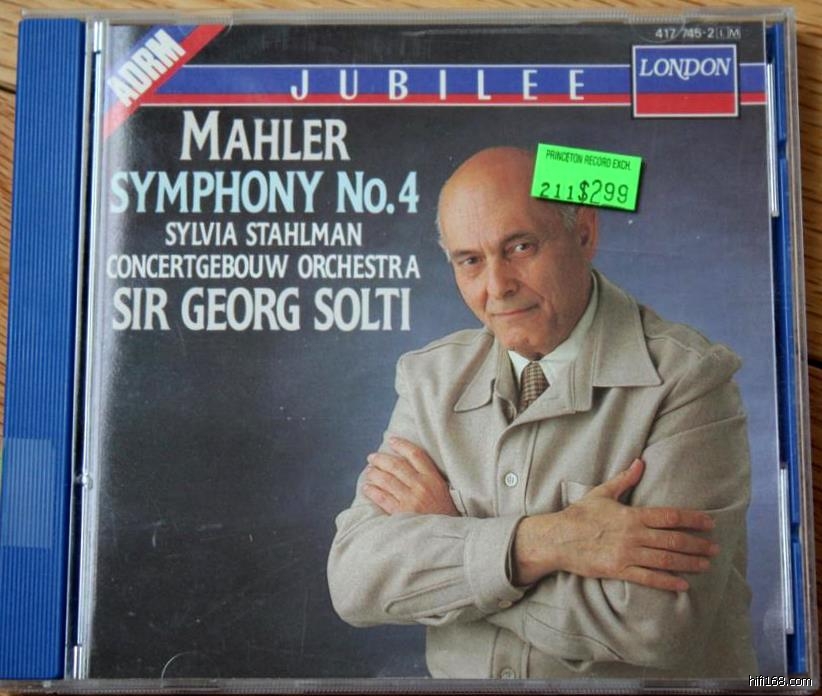 417 745-2 LM
ADRM
JUBILEE
LONDON
MAHLER
SYMPHONY No.4
SYLVIA STAHLMAN
CONCERTGEBOUW ORCHESTRA
SIR GEORG SOLTI
PRINCETON RECORD EXCH.
211$299
hifi168.com